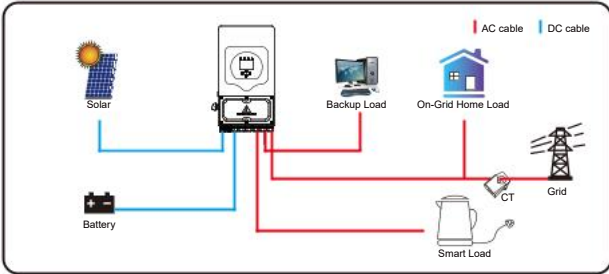 AC cable DC cable
Solar
Backup Load
On-Grid Home Load
Battery
CT
Grid
Smart Load